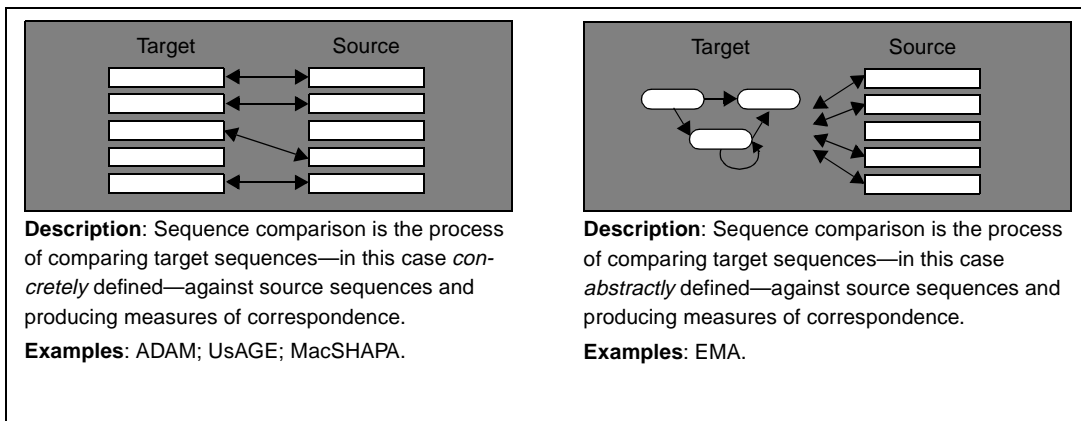 Target Source
Description: Sequence comparison is the process
of comparing target sequences—in this case con-
cretely defined—against source sequences and
producing measures of correspondence.
Examples: ADAM; UsAGE; MacSHAPA.
Target Source
Description: Sequence comparison is the process
of comparing target sequences—in this case
abstractly defined—against source sequences and
producing measures of correspondence.
Examples: EMA.